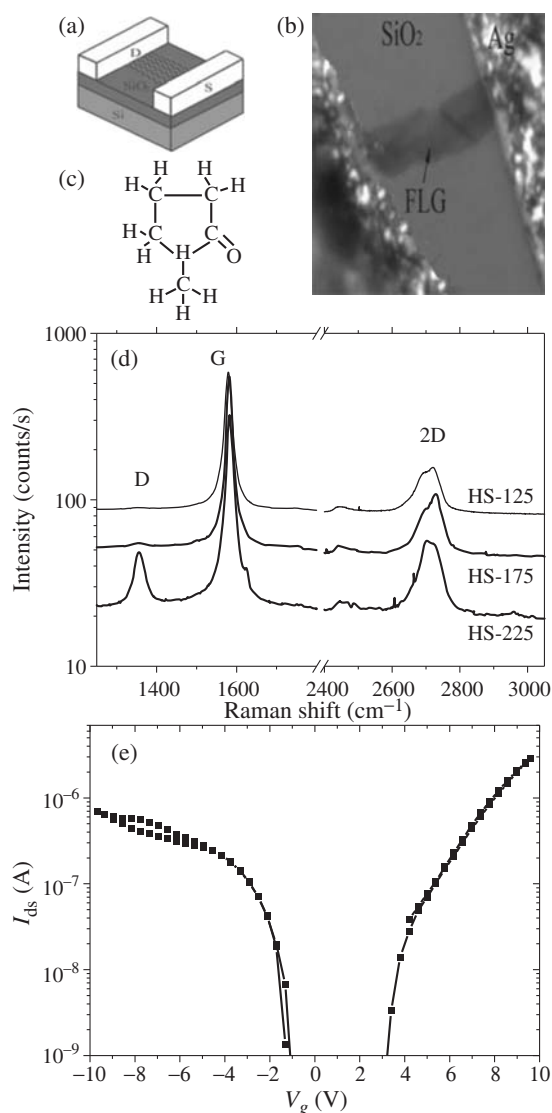 (a)
D
SiO₂
S
Si
(b)
SiO₂
Ag
FLG
(c)
H H H H
C C
H C C
H H O
H C H
H
(d)
G
D
2D
HS-125
HS-175
HS-225
1000
100
10
Intensity (counts/s)
1400 1600 2400 2600 2800 3000
Raman shift (cm⁻¹)
(e)
10⁻⁶
10⁻⁷
10⁻⁸
10⁻⁹
I_ds (A)
−10 −8 −6 −4 −2 0 2 4 6 8 10
V_g (V)